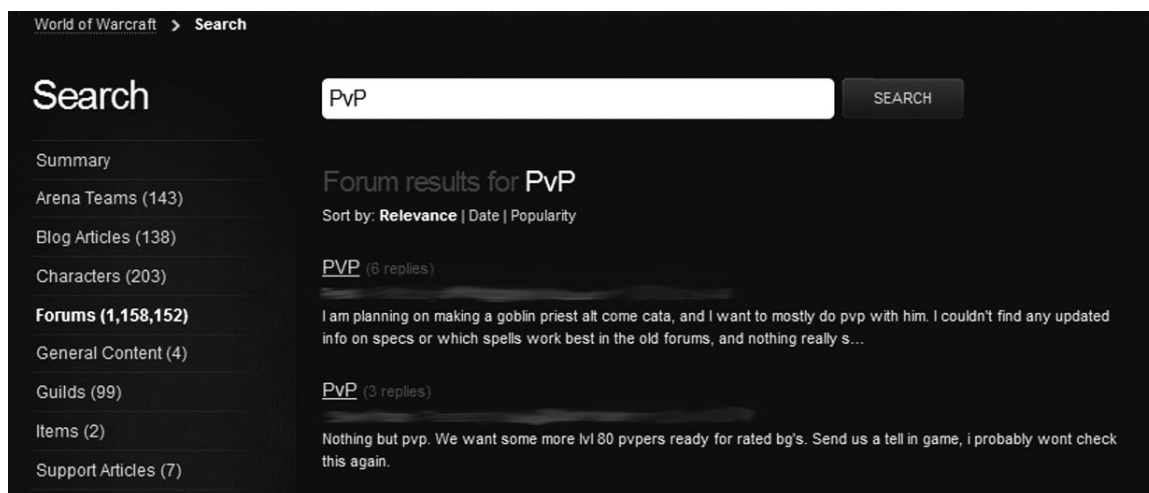 World of Warcraft > Search
Search
PvP
SEARCH
Summary
Arena Teams (143)
Blog Articles (138)
Characters (203)
Forums (1,158,152)
General Content (4)
Guilds (99)
Items (2)
Support Articles (7)
Forum results for PvP
Sort by: Relevance | Date | Popularity
PVP (6 replies)
I am planning on making a goblin priest alt come cata, and I want to mostly do pvp with him. I couldn't find any updated
info on specs or which spells work best in the old forums, and nothing really s...
PvP (3 replies)
Nothing but pvp. We want some more lvl 80 pvpers ready for rated bg's. Send us a tell in game, i probably wont check
this again.